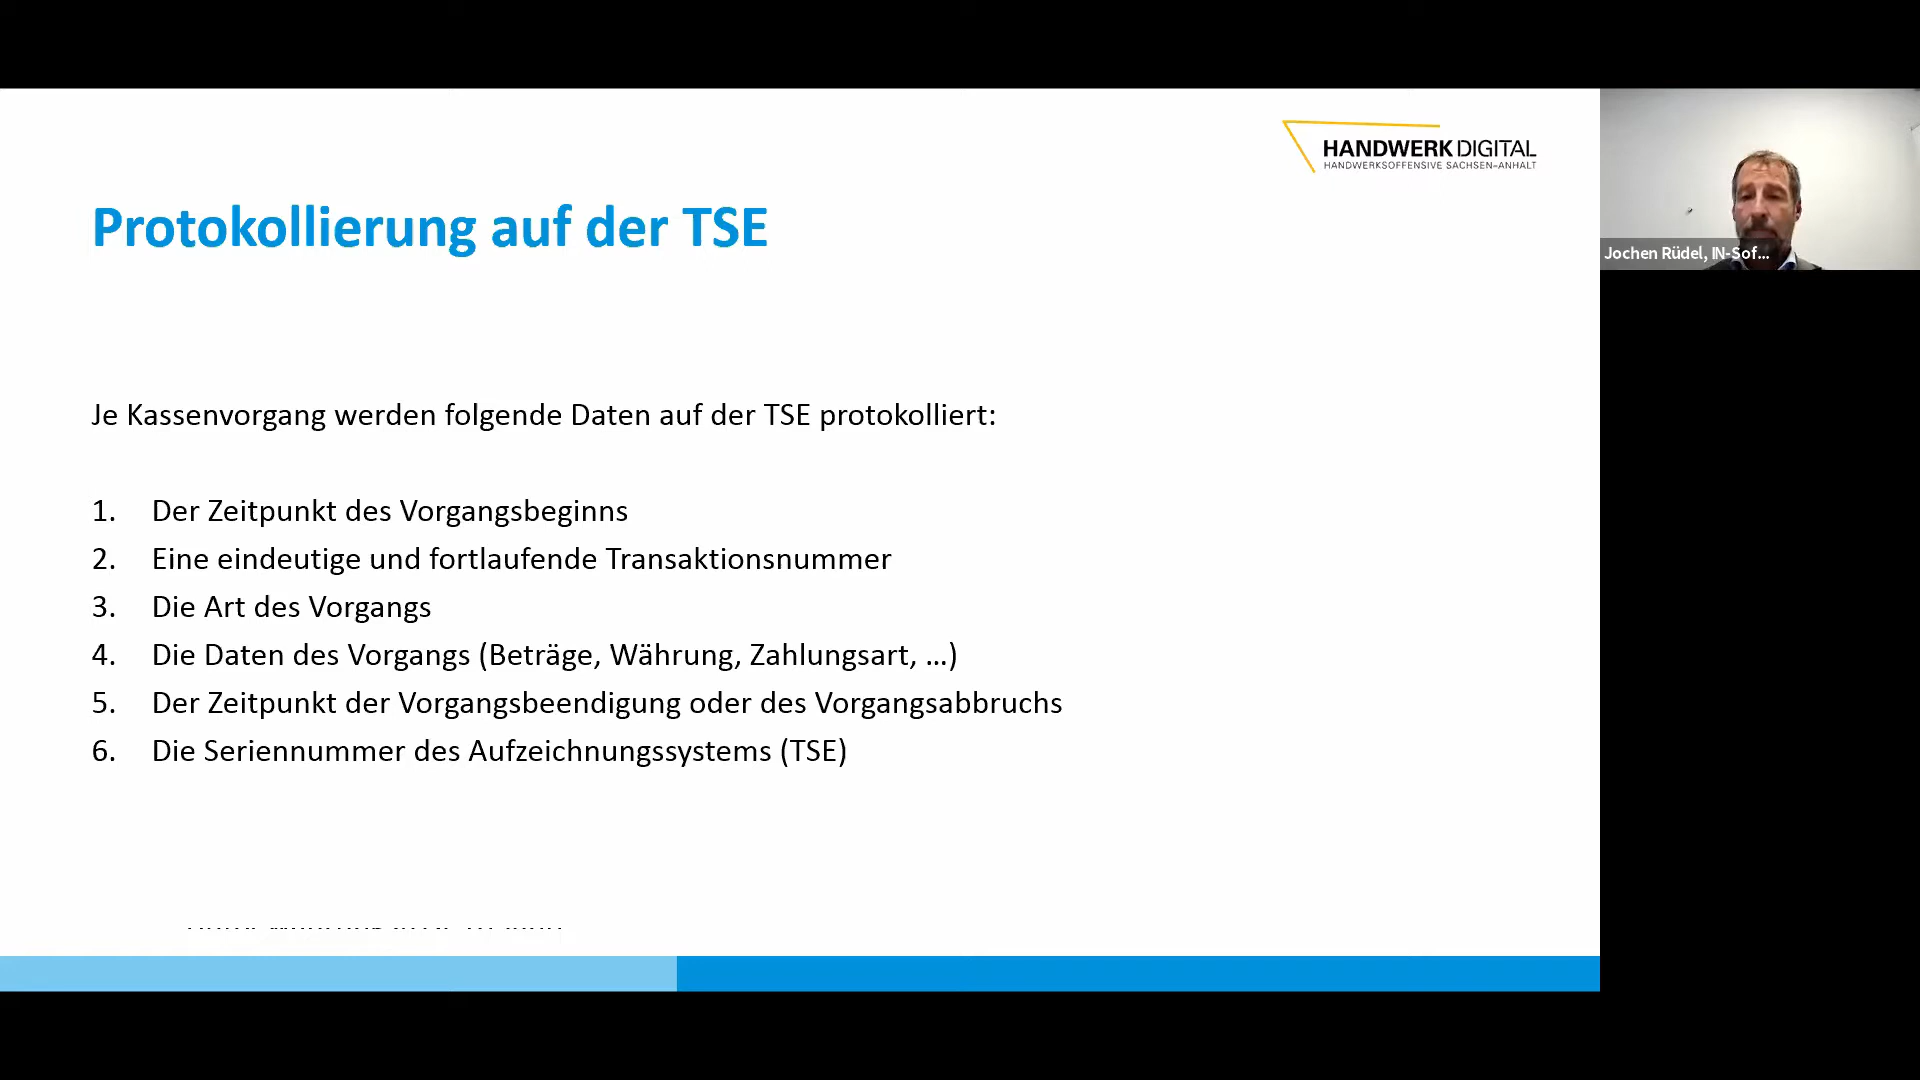 HANDWERK DIGITAL
HANDWERKSOFFENSIVE SACHSEN-ANHALT
Protokollierung auf der TSE
Jochen Rüdel, IN-Sof...
Je Kassenvorgang werden folgende Daten auf der TSE protokolliert:
1. Der Zeitpunkt des Vorgangsbeginns
2. Eine eindeutige und fortlaufende Transaktionsnummer
3. Die Art des Vorgangs
4. Die Daten des Vorgangs (Beträge, Währung, Zahlungsart, …)
5. Der Zeitpunkt der Vorgangsbeendigung oder des Vorgangsabbruchs
6. Die Seriennummer des Aufzeichnungssystems (TSE)